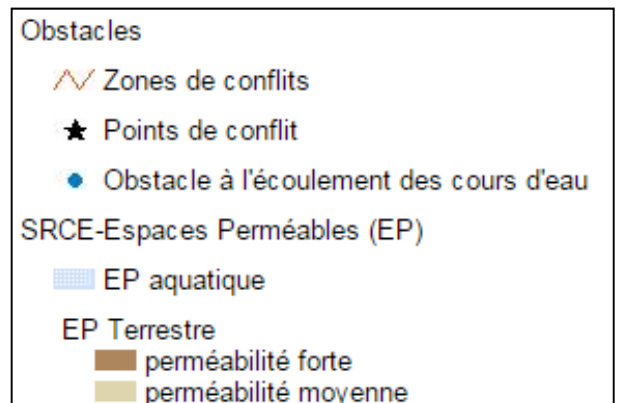 Obstacles
Zones de conflits
Points de conflit
Obstacle à l'écoulement des cours d'eau
SRCE-Espaces Perméables (EP)
EP aquatique
EP Terrestre
perméabilité forte
perméabilité moyenne